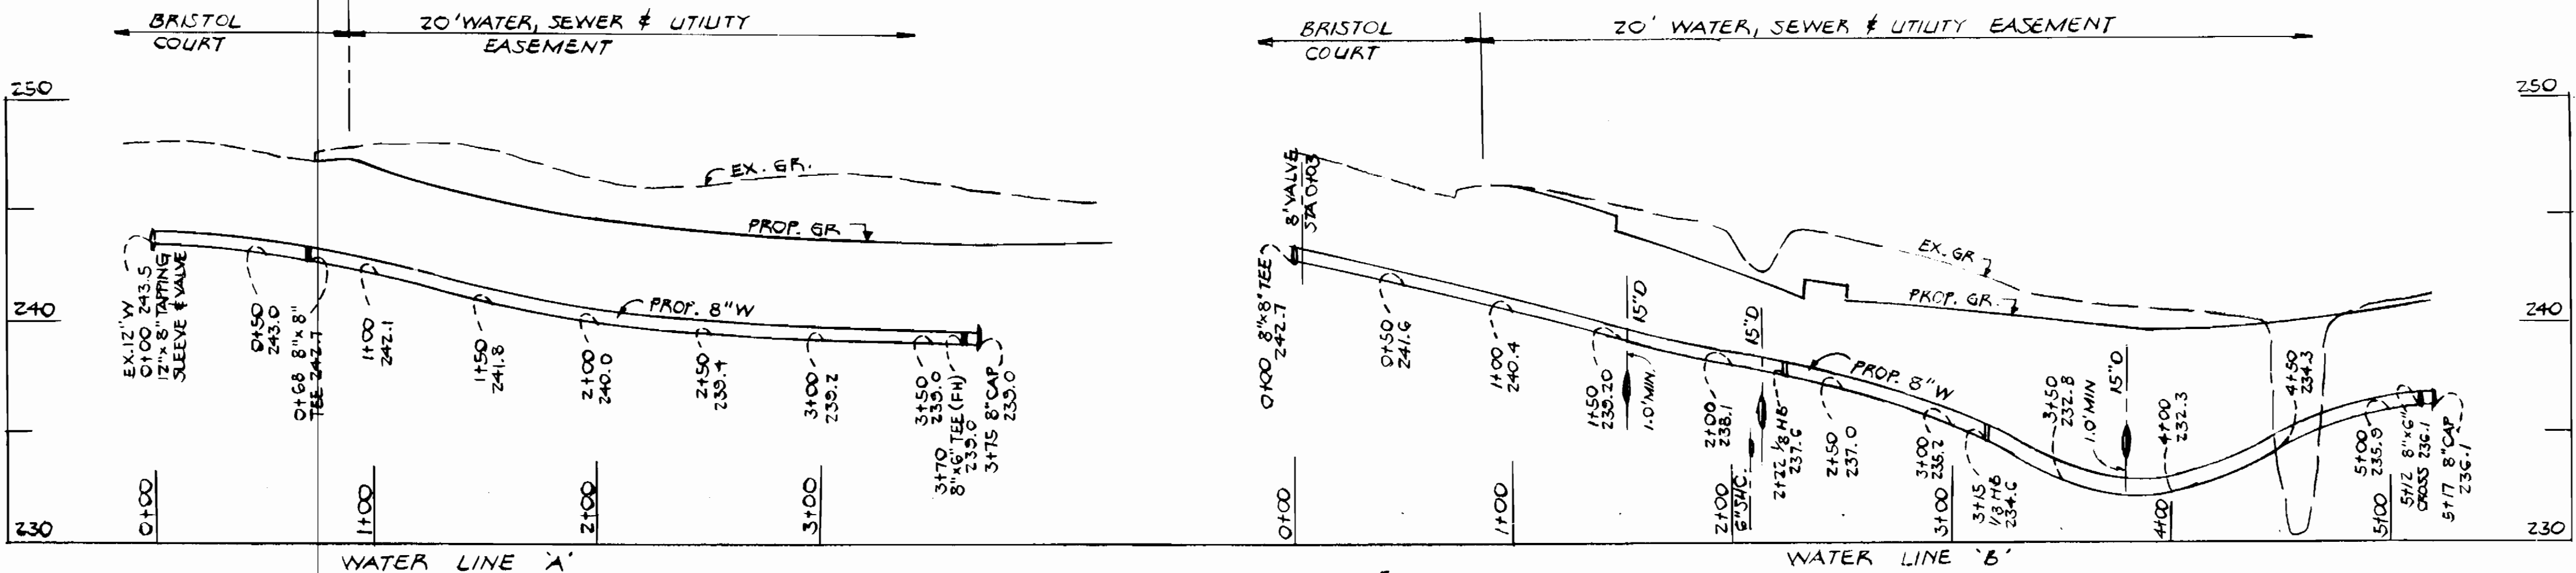 BRISTOL
COURT
20' WATER, SEWER & UTILITY
EASEMENT
250
240
230
EX. GR.
PROP. GR
PROP. 8"W
EX. 12" W
0+00 243.5
12"x 8" TAPPING
SLEEVE & VALVE
0+50
243.0
0+68 8"x 8"
TEE 242.7
1+00
242.1
1+50
241.8
2+00
240.0
2+50
239.4
3+00
239.2
3+50
239.0
3+70
8"x6" TEE (FH)
239.0
3+75 8" CAP
239.0
0+00
1+00
2+00
3+00
WATER LINE 'A'
BRISTOL
COURT
20' WATER, SEWER & UTILITY EASEMENT
250
240
230
8" VALVE
STA 0+03
EX. GR
PROP. GR.
PROP. 8"W
0+00 8"x 8" TEE
242.7
0+50
241.6
1+00
240.4
1+50
239.20
15"D
1.0' MIN.
2+00
238.1
15"D
6" SHC
2+22 1/8 HB
237.6
2+50
237.0
3+00
235.2
3+15
1/8 HB
234.6
3+50
232.8
1.0' MIN
15"D
4+00
232.3
4+50
234.3
5+00
235.9
5+12 8"x6"
CROSS 236.1
5+17 8" CAP
236.1
0+00
1+00
2+00
3+00
4+00
5+00
WATER LINE 'B'